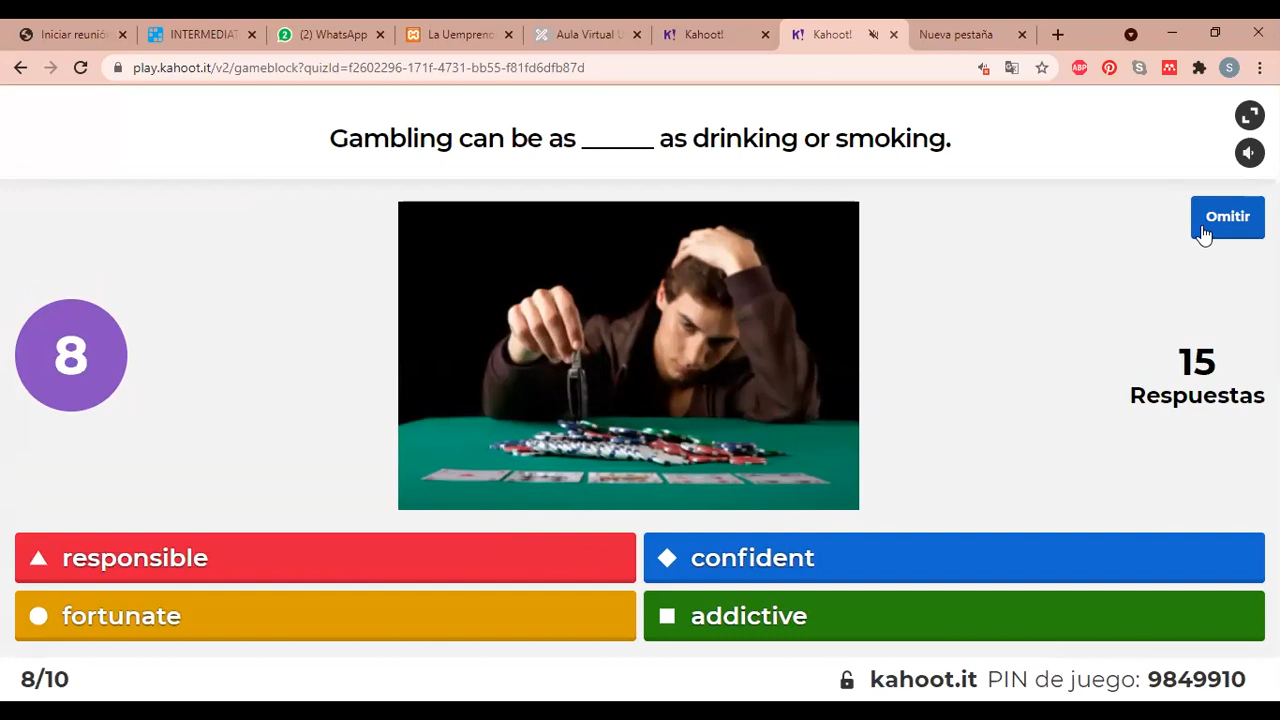 Iniciar reunió
INTERMEDIAT
2
(2) WhatsApp
La Uemprend
Aula Virtual U
K!
Kahoot!
K!
Kahoot!
Nueva pestaña
play.kahoot.it/v2/gameblock?quizId=f2602296-171f-4731-bb55-f81fd6dfb87d
ABP
S
Gambling can be as ______ as drinking or smoking.
Omitir
8
15
Respuestas
responsible
confident
fortunate
addictive
8/10
kahoot.it PIN de juego: 9849910